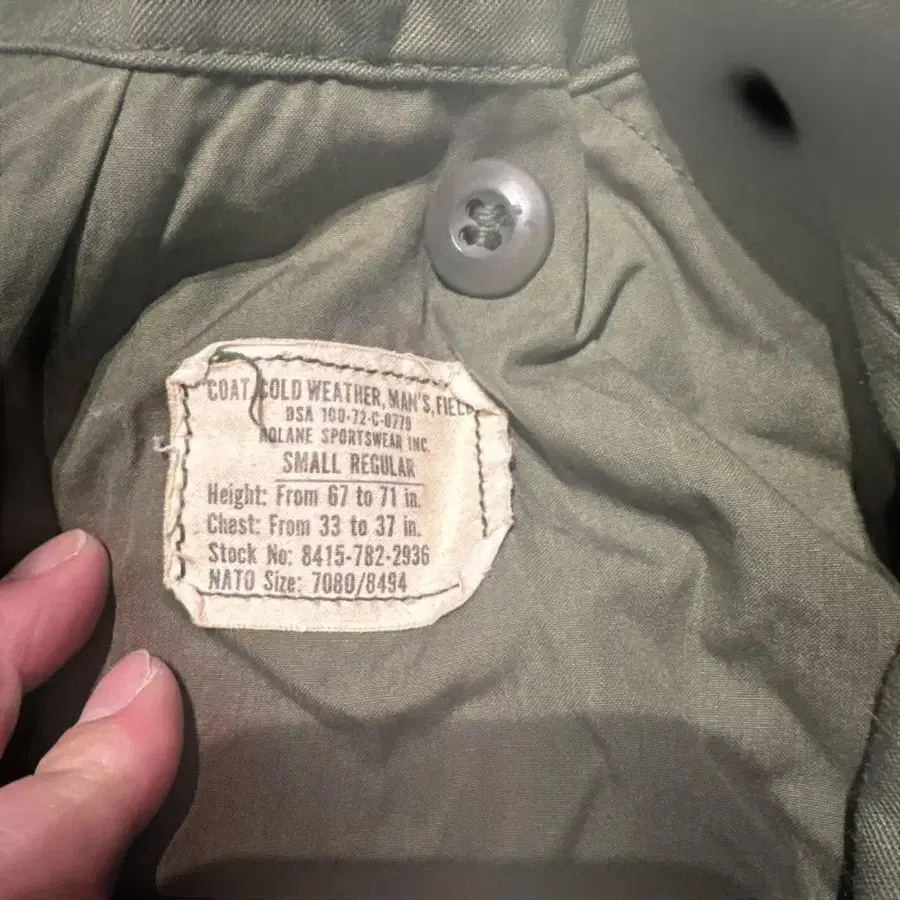 COAT, COLD WEATHER, MAN'S, FIELD
DSA 100-72-C-0779
ROLANE SPORTSWEAR INC.
SMALL REGULAR
Height: From 67 to 71 in.
Chest: From 33 to 37 in.
Stock No: 8415-782-2936
NATO Size: 7080/8494